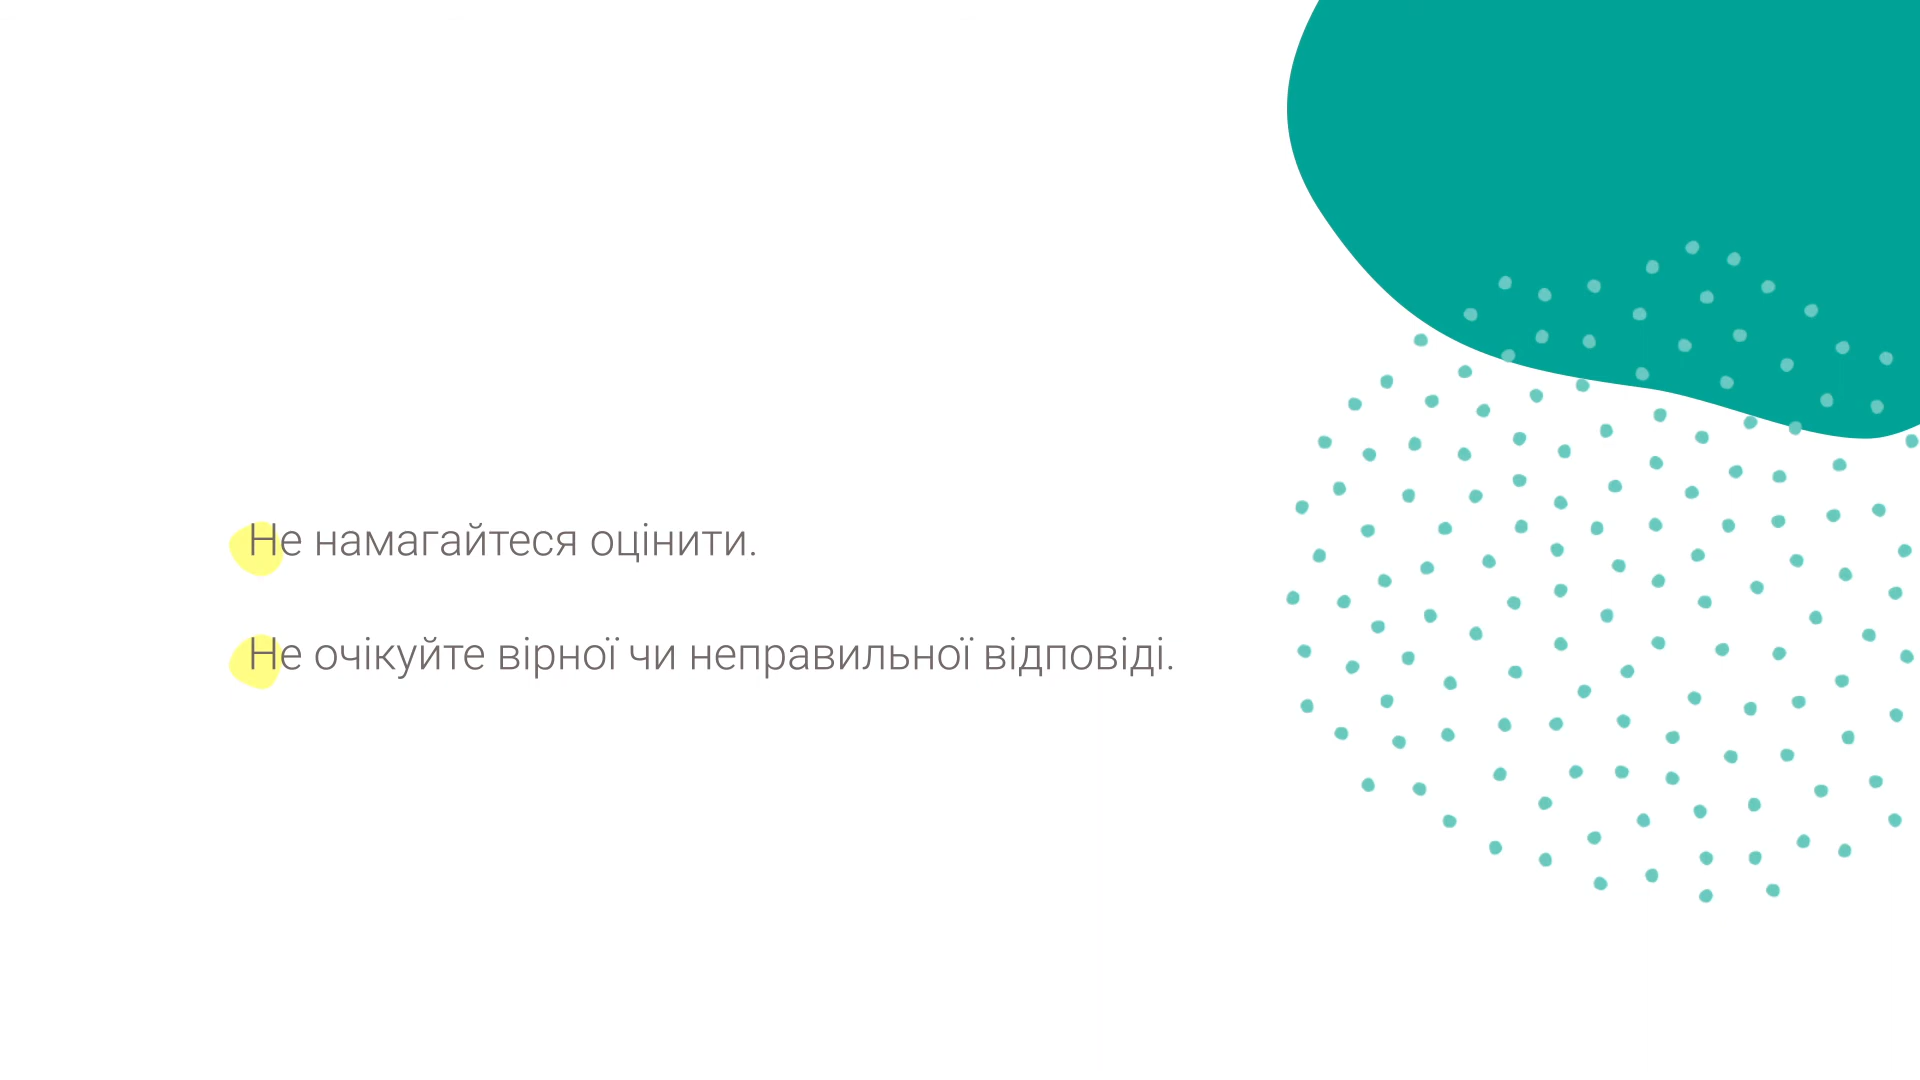 Не намагайтеся оцінити.
Не очікуйте вірної чи неправильної відповіді.